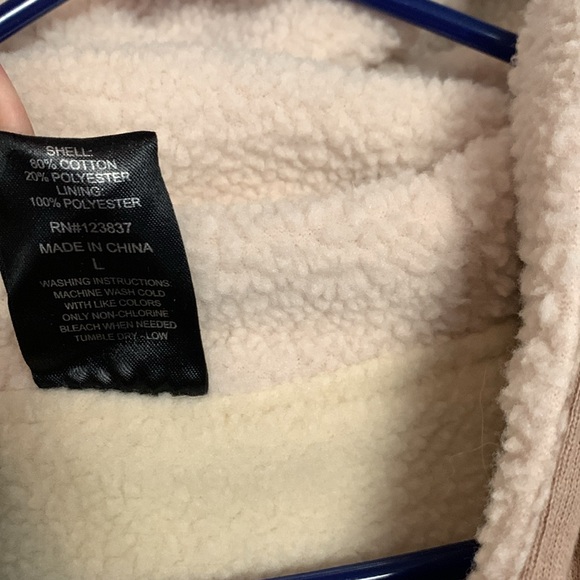 SHELL:
80% COTTON
20% POLYESTER
LINING:
100% POLYESTER
RN#123837
MADE IN CHINA
L
WASHING INSTRUCTIONS:
MACHINE WASH COLD
WITH LIKE COLORS
ONLY NON-CHLORINE
BLEACH WHEN NEEDED
TUMBLE DRY -LOW